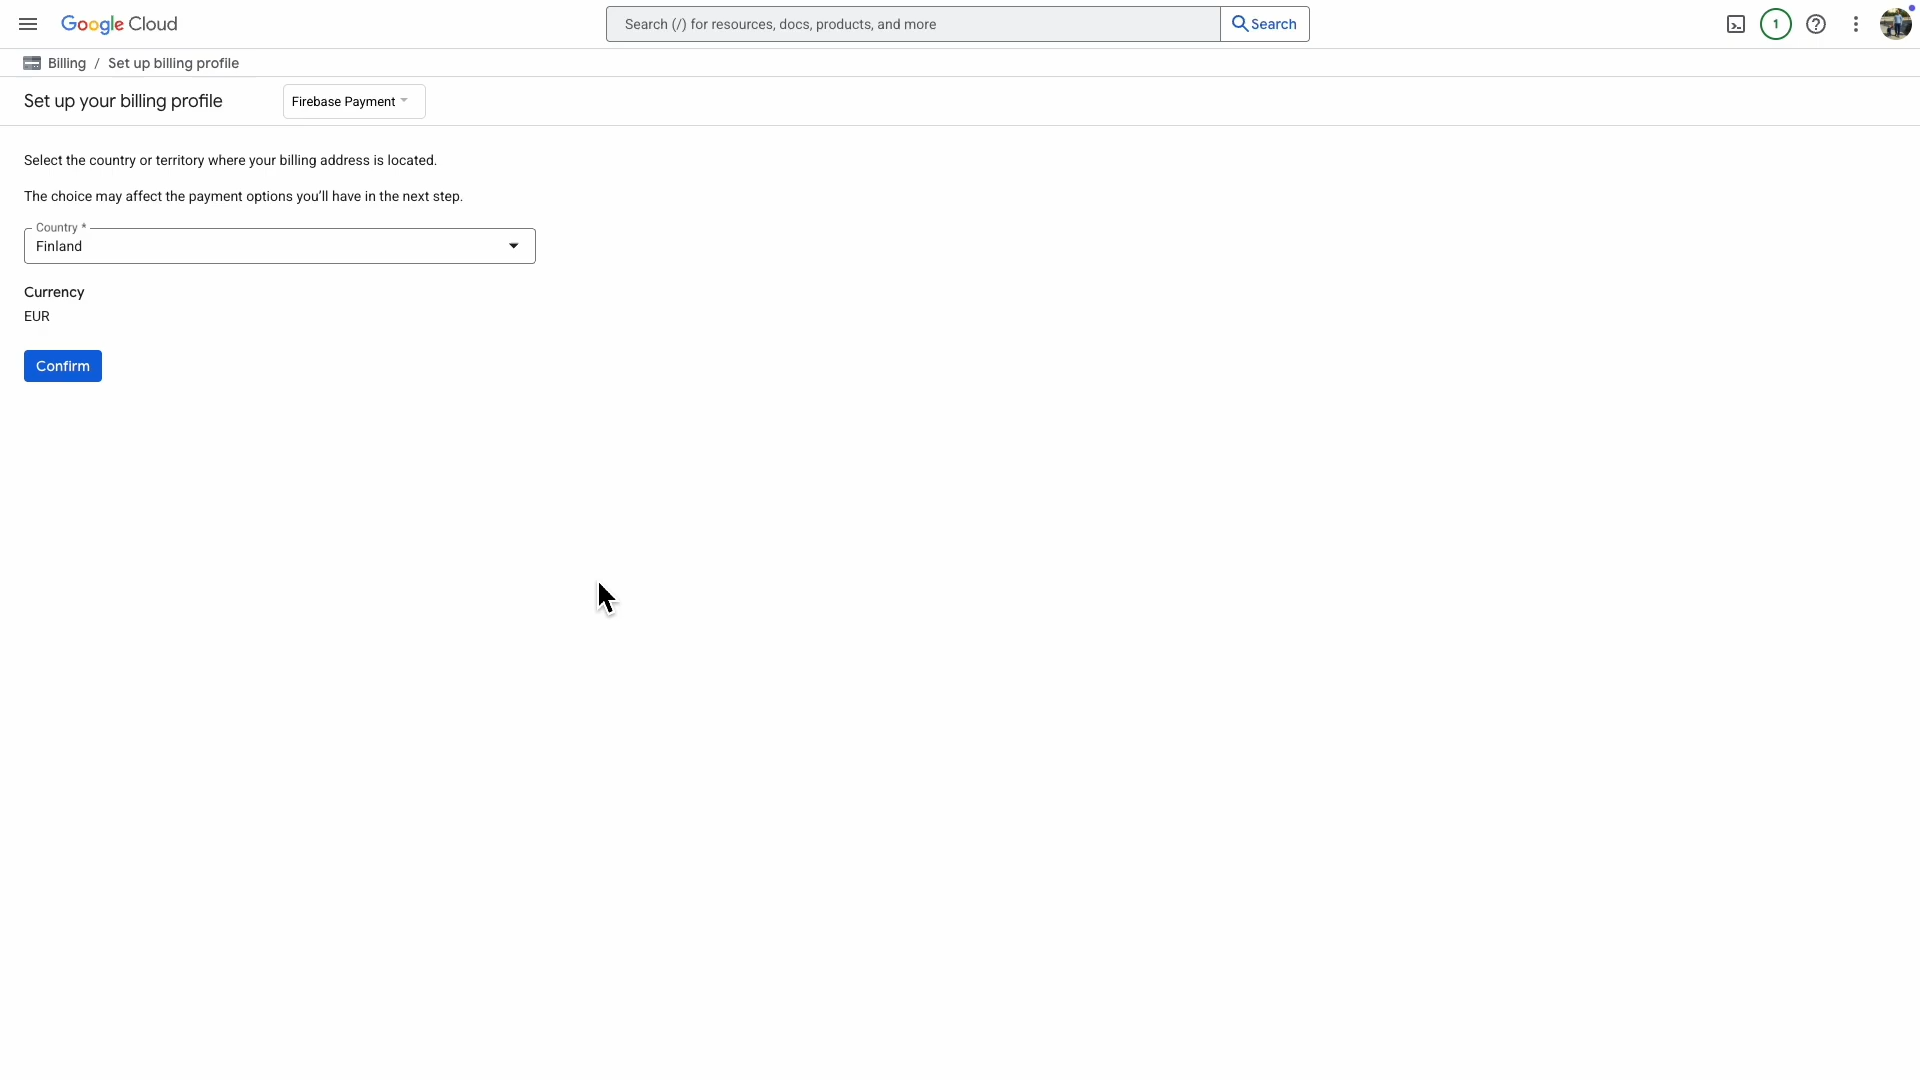 Google Cloud
Search (/) for resources, docs, products, and more
Search
1
Billing / Set up billing profile
Set up your billing profile
Firebase Payment
Select the country or territory where your billing address is located.
The choice may affect the payment options you’ll have in the next step.
Country *
Finland
Currency
EUR
Confirm